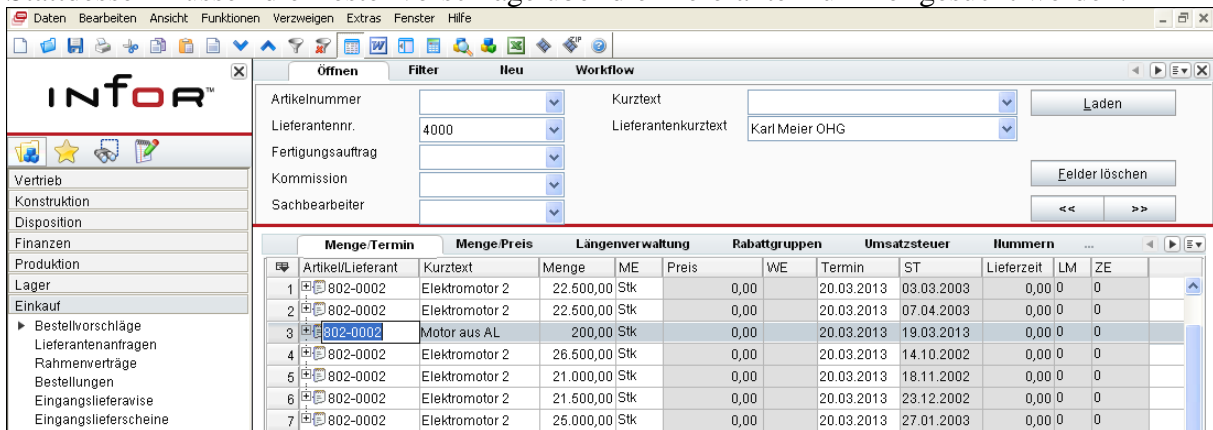 Daten Bearbeiten Ansicht Funktionen Verzweigen Extras Fenster Hilfe
infor™
Öffnen Filter Neu Workflow
Artikelnummer Kurztext Laden
Lieferantennr. 4000 Lieferantenkurztext Karl Meier OHG
Fertigungsauftrag
Kommission Felder löschen
Sachbearbeiter << >>
Vertrieb
Konstruktion
Disposition
Finanzen
Produktion
Lager
Einkauf
Bestellvorschläge
Lieferantenanfragen
Rahmenverträge
Bestellungen
Eingangslieferavise
Eingangslieferscheine
Menge/Termin Menge/Preis Längenverwaltung Rabattgruppen Umsatzsteuer Nummern ...
Artikel/Lieferant Kurztext Menge ME Preis WE Termin ST Lieferzeit LM ZE
1 802-0002 Elektromotor 2 22.500,00 Stk 0,00 20.03.2013 03.03.2003 0,00 0 0
2 802-0002 Elektromotor 2 22.500,00 Stk 0,00 20.03.2013 07.04.2003 0,00 0 0
3 802-0002 Motor aus AL 200,00 Stk 0,00 20.03.2013 19.03.2013 0,00 0 0
4 802-0002 Elektromotor 2 26.500,00 Stk 0,00 20.03.2013 14.10.2002 0,00 0 0
5 802-0002 Elektromotor 2 21.000,00 Stk 0,00 20.03.2013 18.11.2002 0,00 0 0
6 802-0002 Elektromotor 2 21.500,00 Stk 0,00 20.03.2013 23.12.2002 0,00 0 0
7 802-0002 Elektromotor 2 25.000,00 Stk 0,00 20.03.2013 27.01.2003 0,00 0 0